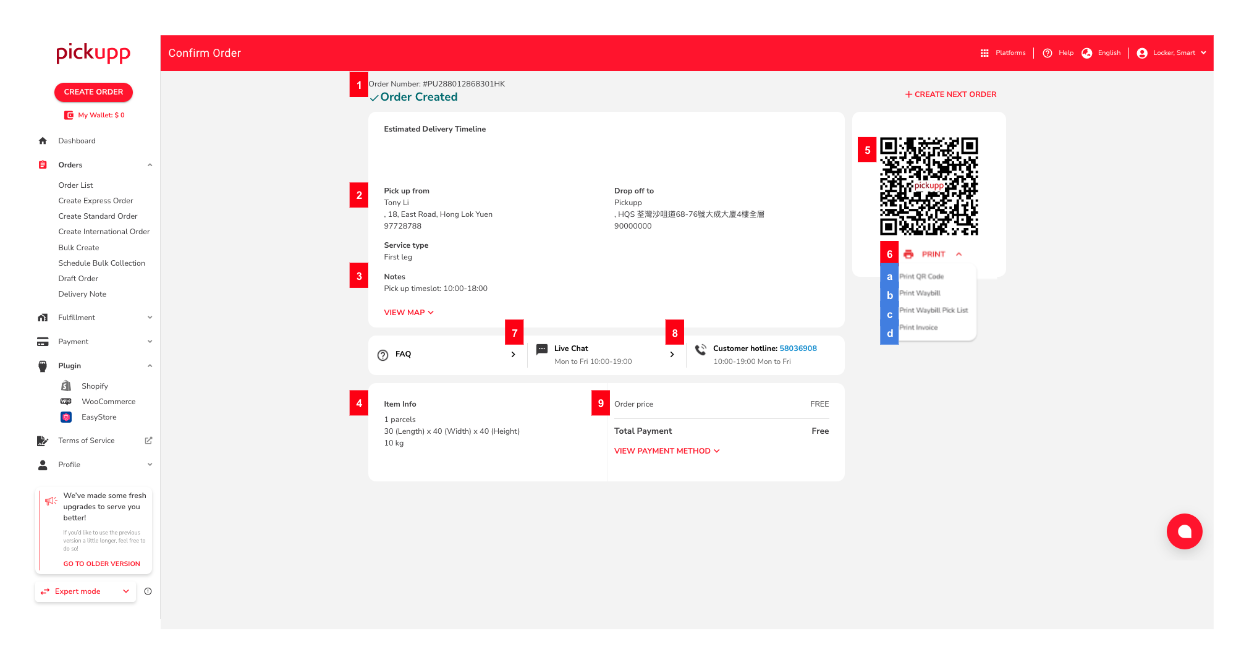 pickupp
CREATE ORDER
My Wallet: $ 0
Dashboard
Orders
Order List
Create Express Order
Create Standard Order
Create International Order
Bulk Create
Schedule Bulk Collection
Draft Order
Delivery Note
Fulfillment
Payment
Plugin
Shopify
WooCommerce
EasyStore
Terms of Service
Profile
We've made some fresh
upgrades to serve you
better!
If you'd like to use the previous
version a little longer, feel free to
do so!
GO TO OLDER VERSION
Expert mode
Confirm Order
Platforms
Help
English
Locker, Smart
1
Order Number: #PU288012868301HK
Order Created
+ CREATE NEXT ORDER
Estimated Delivery Timeline
2
Pick up from
Tony Li
, 18, East Road, Hong Lok Yuen
97728788
Drop off to
Pickupp
, HQS 荃灣沙咀道68-76號大成大廈4樓全層
90000000
Service type
First leg
3
Notes
Pick up timeslot: 10:00-18:00
VIEW MAP
5
pickupp
6
PRINT
a Print QR Code
b Print Waybill
c Print Waybill Pick List
d Print Invoice
FAQ
7
Live Chat
Mon to Fri 10:00-19:00
8
Customer hotline: 58036908
10:00-19:00 Mon to Fri
4
Item Info
1 parcels
30 (Length) x 40 (Width) x 40 (Height)
10 kg
9
Order price FREE
Total Payment Free
VIEW PAYMENT METHOD